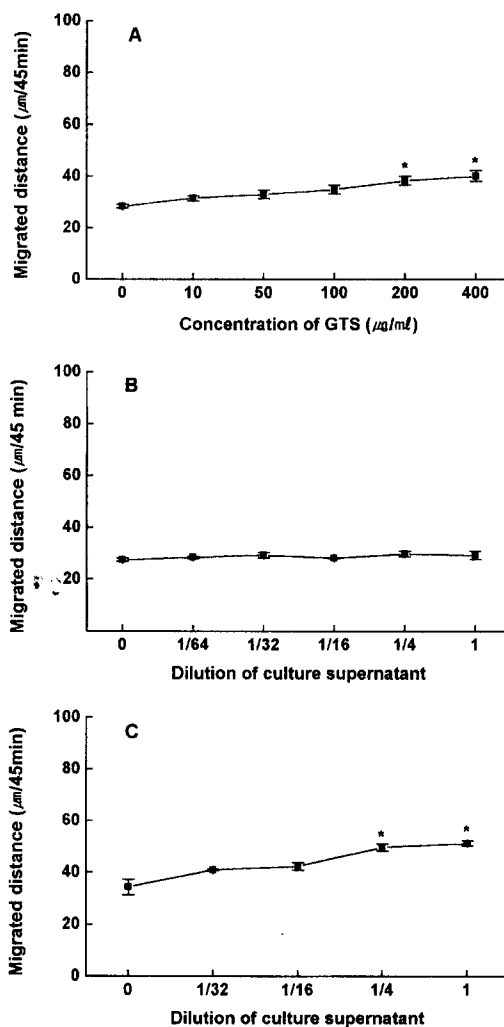 A
Migrated distance (μm/45min)
100
80
60
40
20
0
* *
0 10 50 100 200 400
Concentration of GTS (μg/ml)
B
Migrated distance (μm/45 min)
100
80
60
40
20
0 1/64 1/32 1/16 1/4 1
Dilution of culture supernatant
C
Migrated distance (μm/45min)
100
80
60
40
20
0
* *
0 1/32 1/16 1/4 1
Dilution of culture supernatant